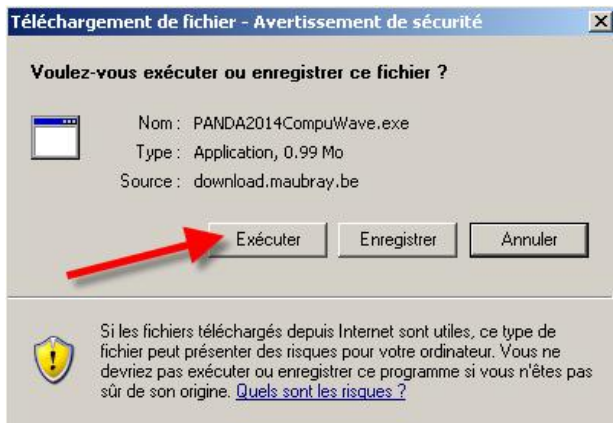 Téléchargement de fichier - Avertissement de sécurité
Voulez-vous exécuter ou enregistrer ce fichier ?
Nom : PANDA2014CompuWave.exe
Type : Application, 0.99 Mo
Source : download.maubray.be
Exécuter Enregistrer Annuler
Si les fichiers téléchargés depuis Internet sont utiles, ce type de
fichier peut présenter des risques pour votre ordinateur. Vous ne
devriez pas exécuter ou enregistrer ce programme si vous n'êtes pas
sûr de son origine. Quels sont les risques ?